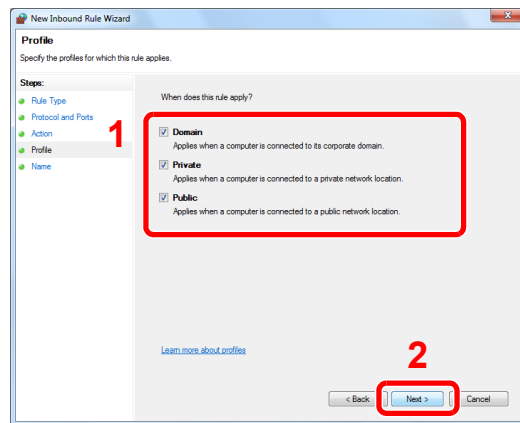 New Inbound Rule Wizard
Profile
Specify the profiles for which this rule applies.
Steps:
Rule Type
Protocol and Ports
Action
Profile
Name
1
When does this rule apply?
Domain
Applies when a computer is connected to its corporate domain.
Private
Applies when a computer is connected to a private network location.
Public
Applies when a computer is connected to a public network location.
Learn more about profiles
2
< Back
Next >
Cancel